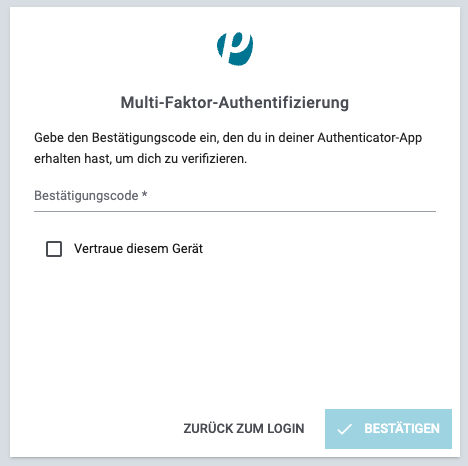 Multi-Faktor-Authentifizierung
Gebe den Bestätigungscode ein, den du in deiner Authenticator-App
erhalten hast, um dich zu verifizieren.
Bestätigungscode *
Vertraue diesem Gerät
ZURÜCK ZUM LOGIN
BESTÄTIGEN